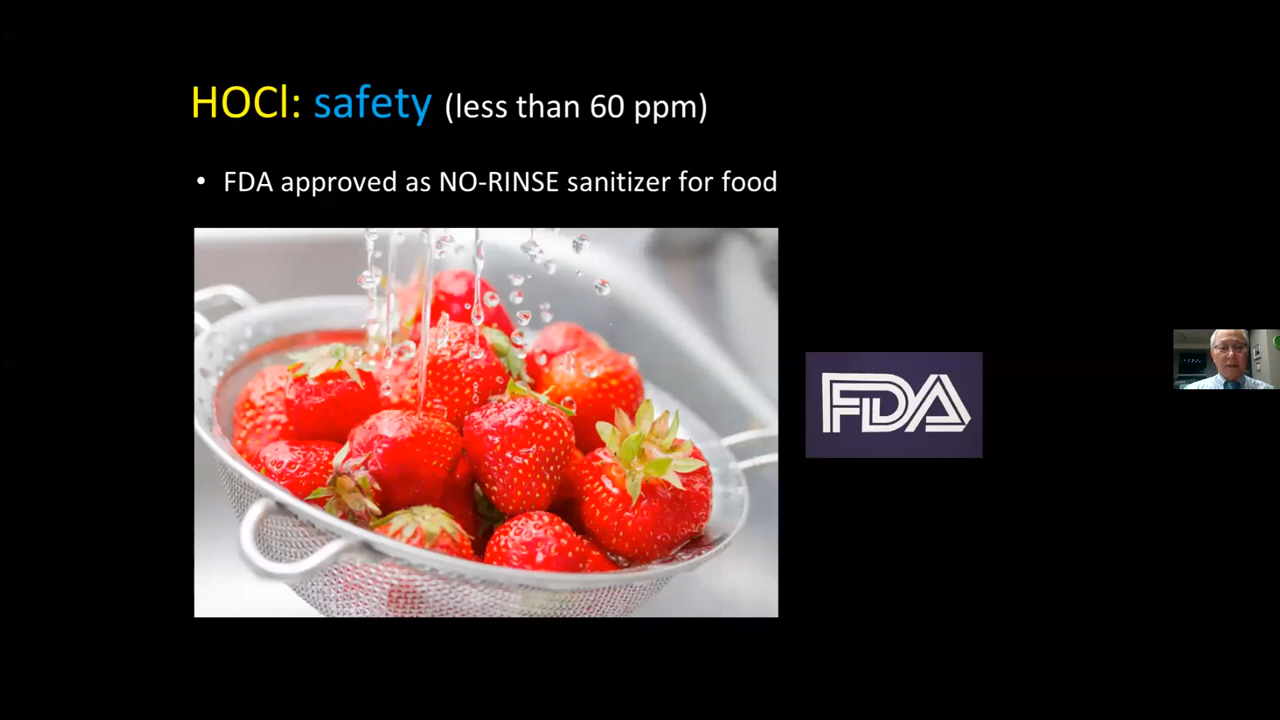 HOCl: safety (less than 60 ppm)
• FDA approved as NO-RINSE sanitizer for food
FDA